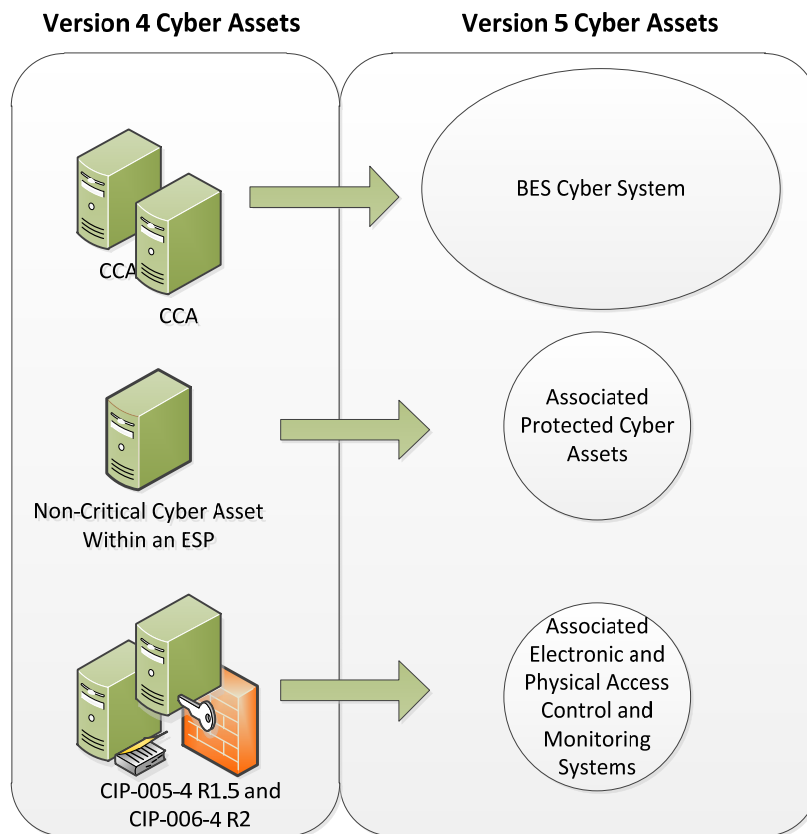 Version 4 Cyber Assets
Version 5 Cyber Assets
CCA
CCA
BES Cyber System
Non-Critical Cyber Asset
Within an ESP
Associated
Protected Cyber
Assets
CIP-005-4 R1.5 and
CIP-006-4 R2
Associated
Electronic and
Physical Access
Control and
Monitoring
Systems